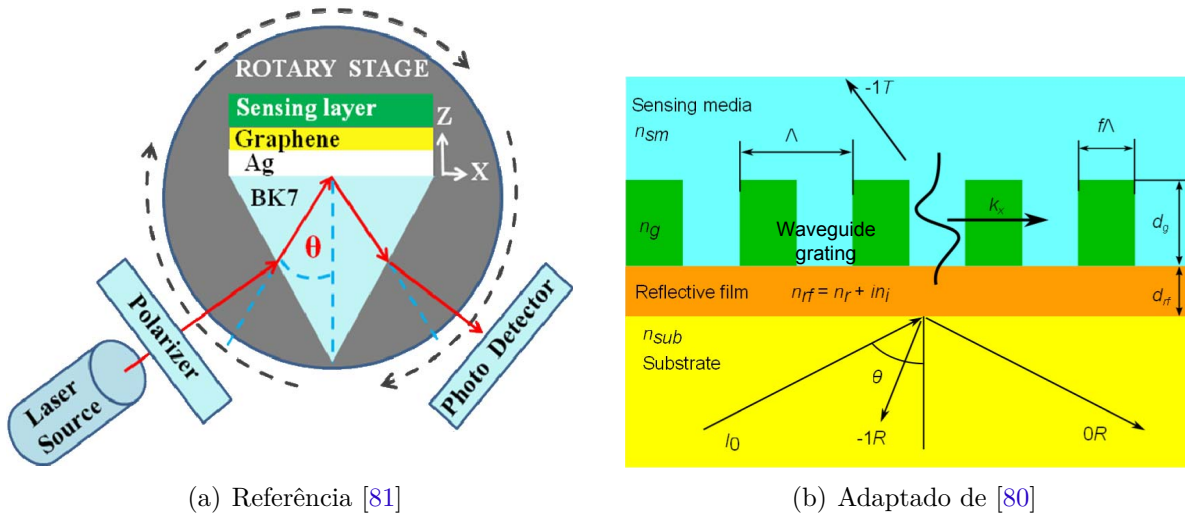 ROTARY STAGE
Sensing layer
Graphene
Ag
Z
X
BK7
θ
Polarizer
Laser
Source
Photo Detector
(a) Referência [81]
Sensing media
n_sm
-1T
Λ
fΛ
n_g
Waveguide
grating
k_x
d_g
Reflective film
n_rf = n_r + in_i
d_rf
n_sub
Substrate
θ
I_0
-1R
0R
(b) Adaptado de [80]